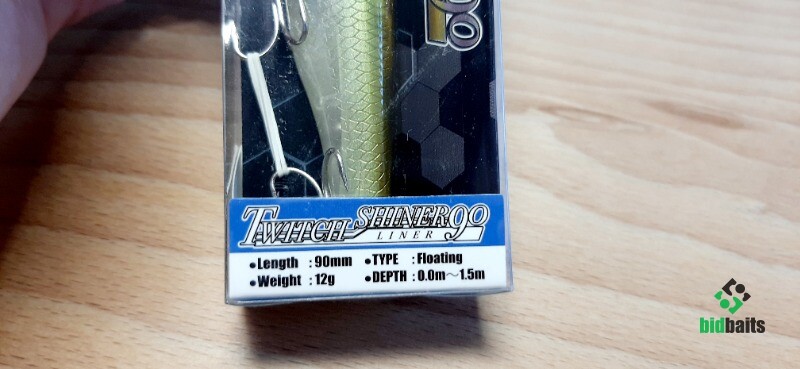 TWITCH SHINER 90
LINER
•Length : 90mm •TYPE : Floating
•Weight : 12g •DEPTH : 0.0m～1.5m
bidbaits